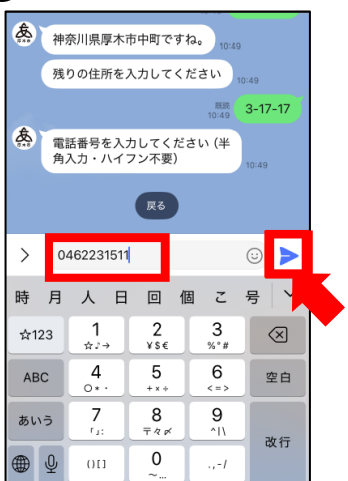 神奈川県厚木市中町ですね。
10:49
残りの住所を入力してください
10:49
既読
10:49
3-17-17
電話番号を入力してください（半
角入力・ハイフン不要）
10:49
戻る
0462231511
時 月 人 日 回 個 こ 号
☆123 1 2 3
☆♪→ ¥$€ %°#
ABC 4 5 6 空白
○*・ +×÷ <=>
あいう 7 8 9
「」: 〒々〆 ^|\
改行
()[] 0 .,-/
～…